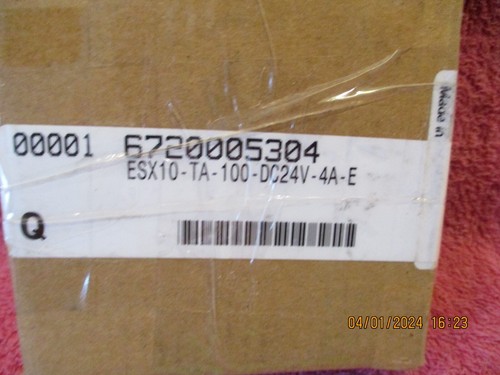 00001 6720005304
ESX10-TA-100-DC24V-4A-E
Made in
Q
04/01/2024 16:23